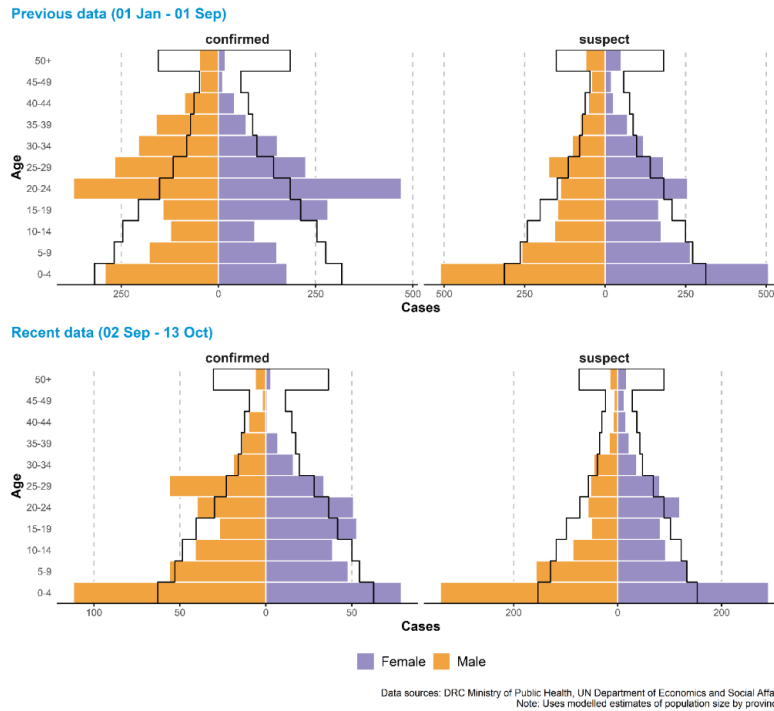 Previous data (01 Jan - 01 Sep)
confirmed
suspect
Age
50+
45-49
40-44
35-39
30-34
25-29
20-24
15-19
10-14
5-9
0-4
250
0
250
500
500
250
0
250
500
Cases
Recent data (02 Sep - 13 Oct)
confirmed
suspect
Age
50+
45-49
40-44
35-39
30-34
25-29
20-24
15-19
10-14
5-9
0-4
100
50
0
50
200
0
200
Cases
Female
Male
Data sources: DRC Ministry of Public Health, UN Department of Economics and Social Affa
Note: Uses modelled estimates of population size by provinc